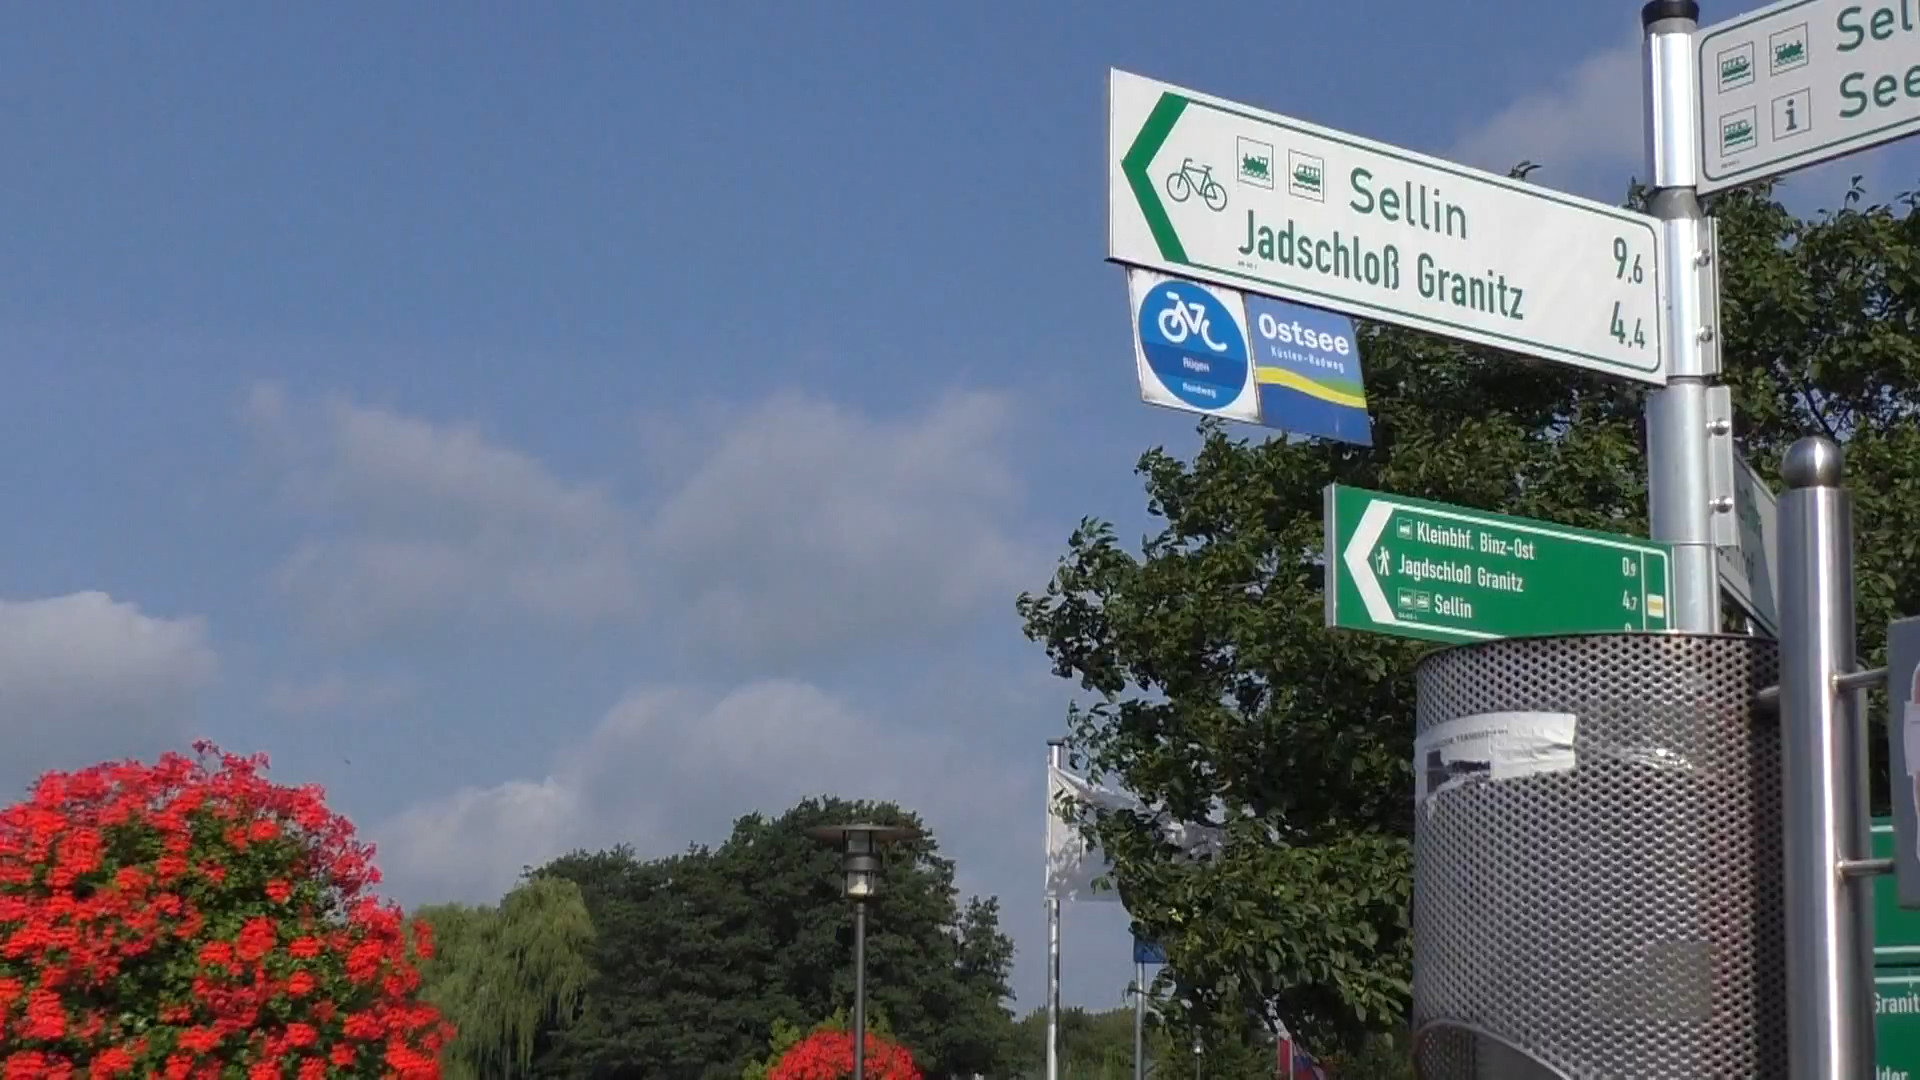 Sellin 9,6
Jadschloß Granitz 4,4
Rügen
Rundweg
Ostsee
Küsten-Radweg
Kleinbhf. Binz-Ost 0,9
Jagdschloß Granitz 4,7
Sellin
Sel
See
i
Granit